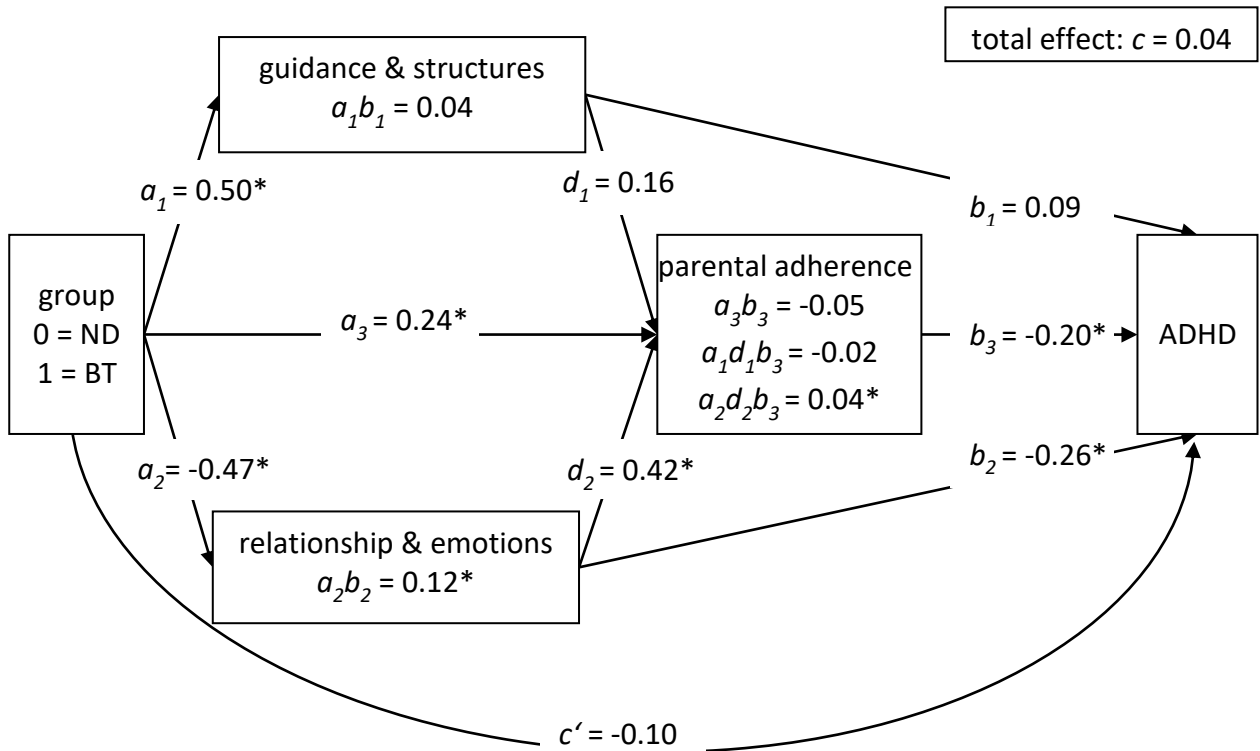 total effect: c = 0.04
guidance & structures
a₁b₁ = 0.04
a₁ = 0.50*
d₁ = 0.16
b₁ = 0.09
group
0 = ND
1 = BT
a₃ = 0.24*
parental adherence
a₃b₃ = -0.05
a₁d₁b₃ = -0.02
a₂d₂b₃ = 0.04*
b₃ = -0.20*
ADHD
a₂= -0.47*
d₂ = 0.42*
b₂ = -0.26*
relationship & emotions
a₂b₂ = 0.12*
c‘ = -0.10